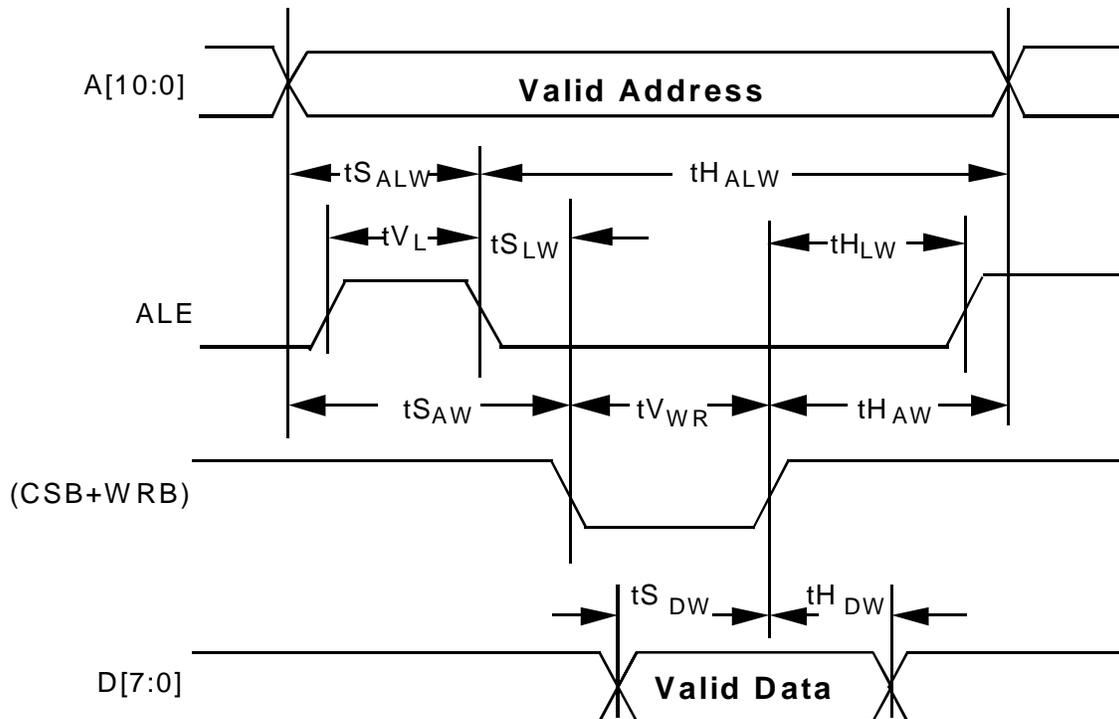 A[10:0]
Valid Address
tS ALW
tH ALW
tV L
tS LW
tH LW
ALE
tS AW
tV WR
tH AW
(CSB+WRB)
tS DW
tH DW
D[7:0]
Valid Data